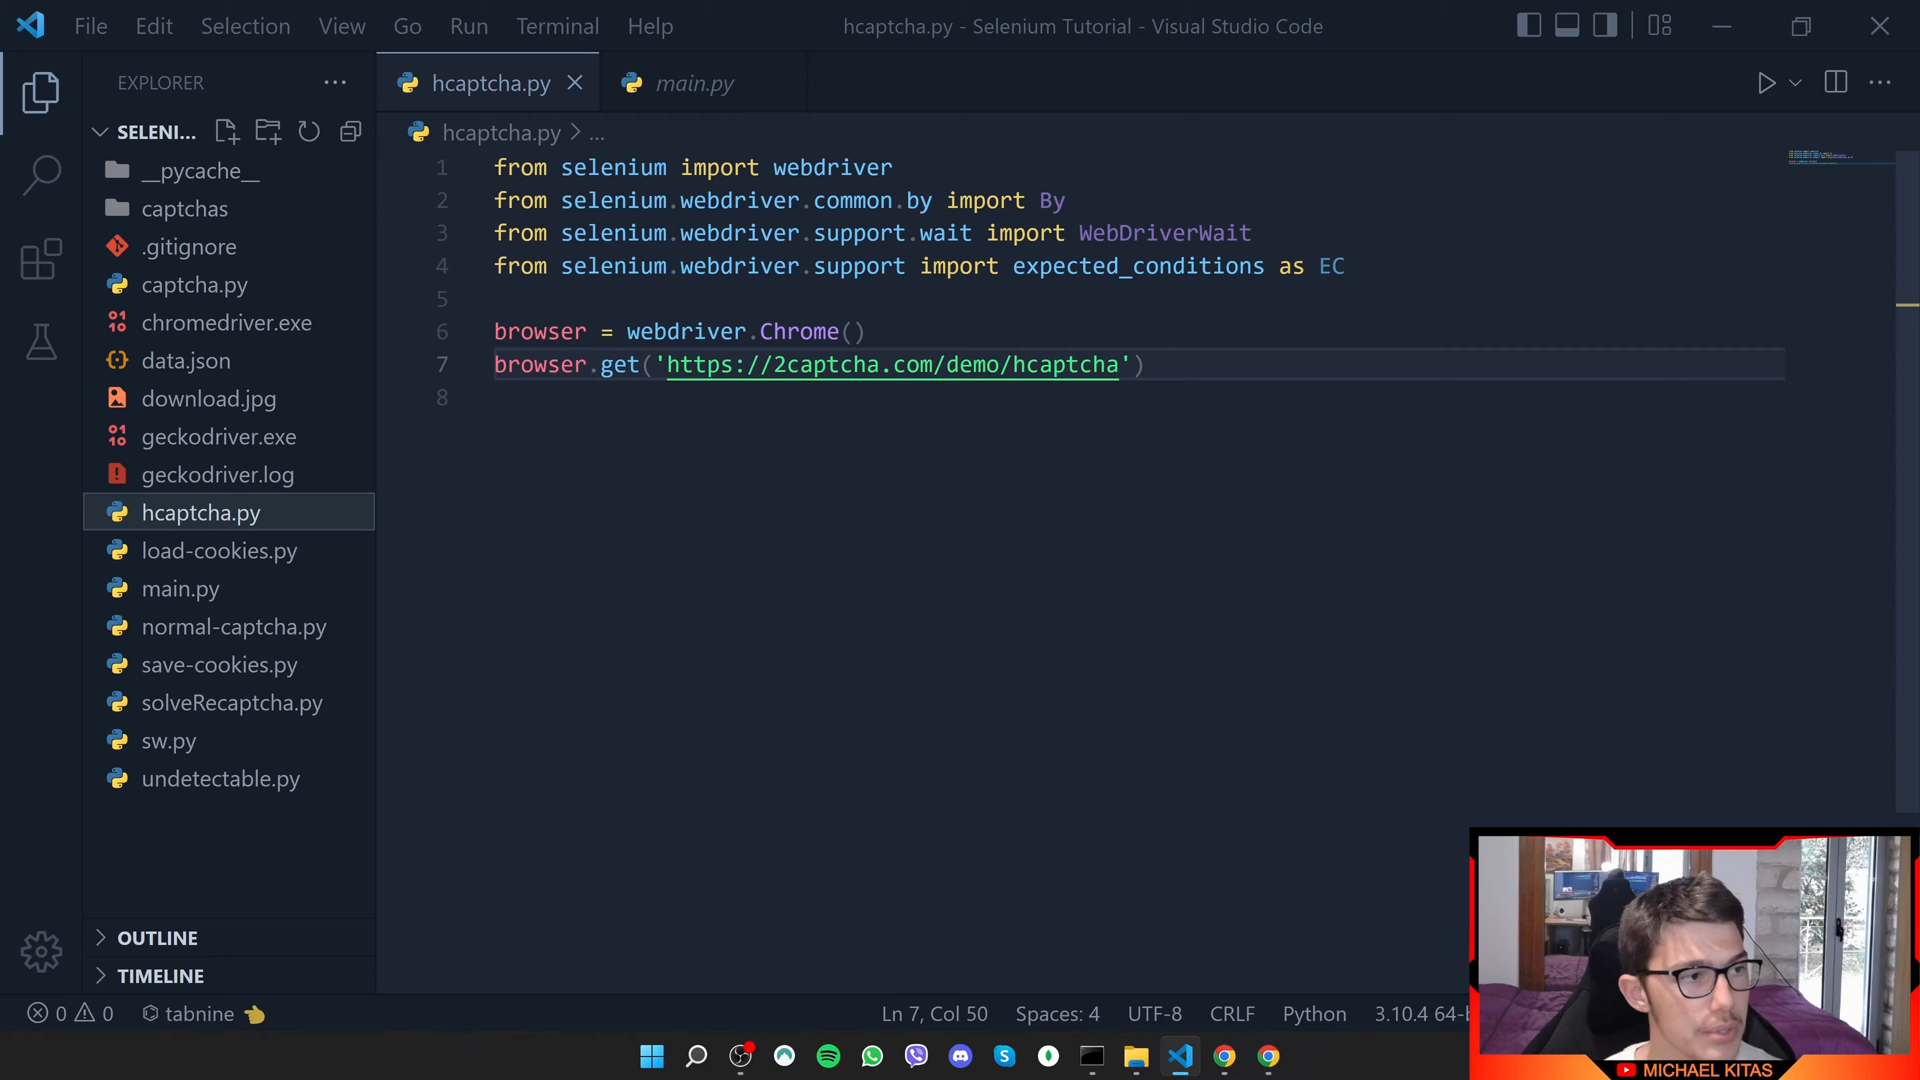 File Edit Selection View Go Run Terminal Help
hcaptcha.py - Selenium Tutorial - Visual Studio Code
EXPLORER
SELENI...
__pycache__
captchas
.gitignore
captcha.py
chromedriver.exe
data.json
download.jpg
geckodriver.exe
geckodriver.log
hcaptcha.py
load-cookies.py
main.py
normal-captcha.py
save-cookies.py
solveRecaptcha.py
sw.py
undetectable.py
OUTLINE
TIMELINE
hcaptcha.py main.py
hcaptcha.py > ...
1 from selenium import webdriver
2 from selenium.webdriver.common.by import By
3 from selenium.webdriver.support.wait import WebDriverWait
4 from selenium.webdriver.support import expected_conditions as EC
5
6 browser = webdriver.Chrome()
7 browser.get('https://2captcha.com/demo/hcaptcha')
8
0 0 tabnine Ln 7, Col 50 Spaces: 4 UTF-8 CRLF Python 3.10.4 64-b
MICHAEL KITAS